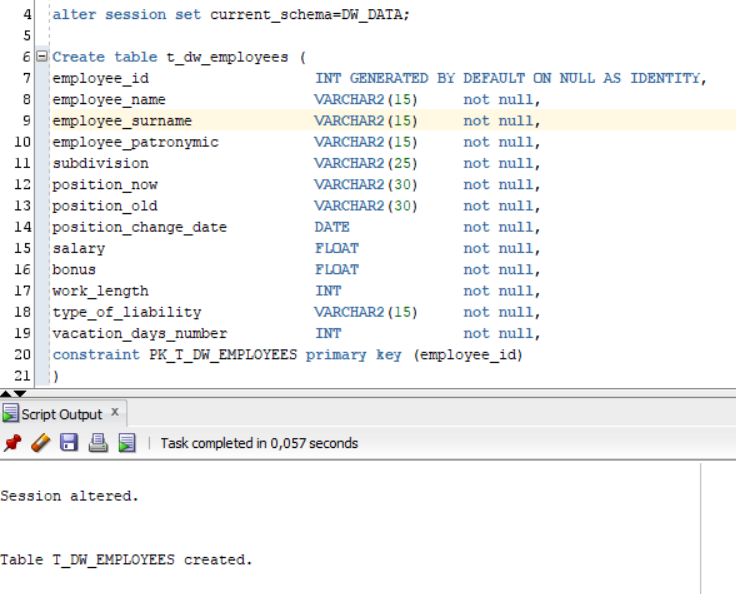 4 alter session set current_schema=DW_DATA;
5
6 Create table t_dw_employees (
7 employee_id INT GENERATED BY DEFAULT ON NULL AS IDENTITY,
8 employee_name VARCHAR2(15) not null,
9 employee_surname VARCHAR2(15) not null,
10 employee_patronymic VARCHAR2(15) not null,
11 subdivision VARCHAR2(25) not null,
12 position_now VARCHAR2(30) not null,
13 position_old VARCHAR2(30) not null,
14 position_change_date DATE not null,
15 salary FLOAT not null,
16 bonus FLOAT not null,
17 work_length INT not null,
18 type_of_liability VARCHAR2(15) not null,
19 vacation_days_number INT not null,
20 constraint PK_T_DW_EMPLOYEES primary key (employee_id)
21 )
Script Output x
Task completed in 0,057 seconds
Session altered.
Table T_DW_EMPLOYEES created.